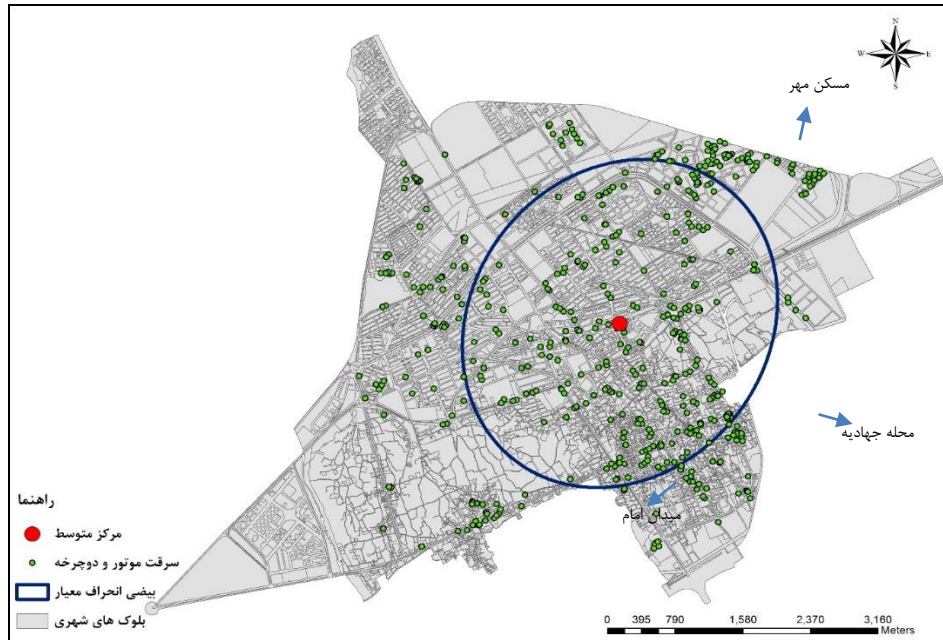 N
W E
S
مسکن مهر
محله جهادیه
میدان امام
راهنما
مرکز متوسط
سرقت موتور و دوچرخه
بیضی انحراف معیار
بلوک های شهری
0 395 790 1,580 2,370 3,160
Meters